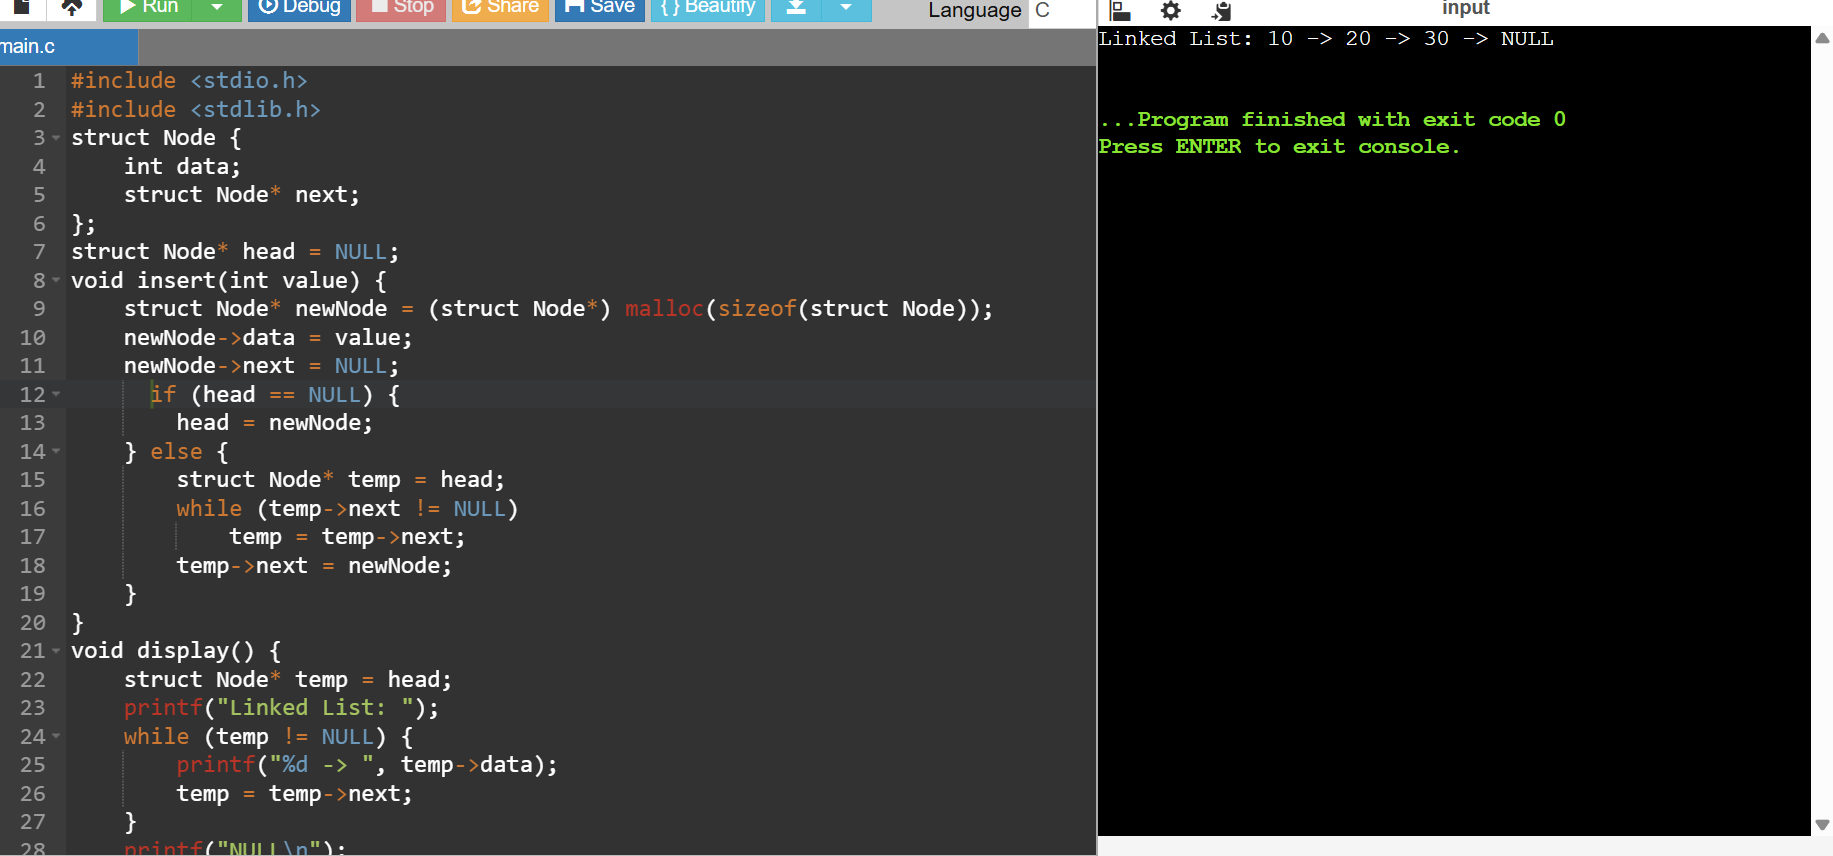 Run Debug Stop Share Save { } Beautify Language C
main.c
1 #include <stdio.h>
2 #include <stdlib.h>
3 struct Node {
4     int data;
5     struct Node* next;
6 };
7 struct Node* head = NULL;
8 void insert(int value) {
9     struct Node* newNode = (struct Node*) malloc(sizeof(struct Node));
10     newNode->data = value;
11     newNode->next = NULL;
12       if (head == NULL) {
13         head = newNode;
14     } else {
15         struct Node* temp = head;
16         while (temp->next != NULL)
17             temp = temp->next;
18         temp->next = newNode;
19     }
20 }
21 void display() {
22     struct Node* temp = head;
23     printf("Linked List: ");
24     while (temp != NULL) {
25         printf("%d -> ", temp->data);
26         temp = temp->next;
27     }
28     printf("NULL\n");
input
Linked List: 10 -> 20 -> 30 -> NULL
...Program finished with exit code 0
Press ENTER to exit console.